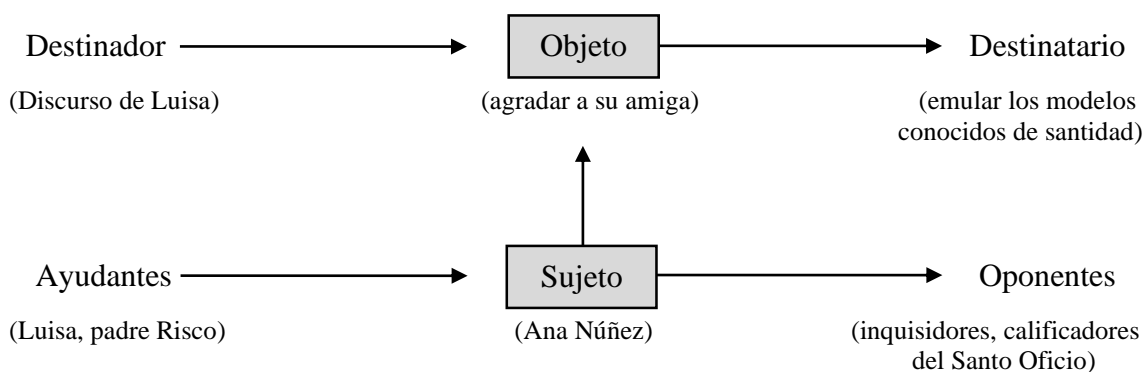 Destinador Objeto Destinatario
(Discurso de Luisa) (agradar a su amiga) (emular los modelos
conocidos de santidad)
Ayudantes Sujeto Oponentes
(Luisa, padre Risco) (Ana Núñez) (inquisidores, calificadores
del Santo Oficio)